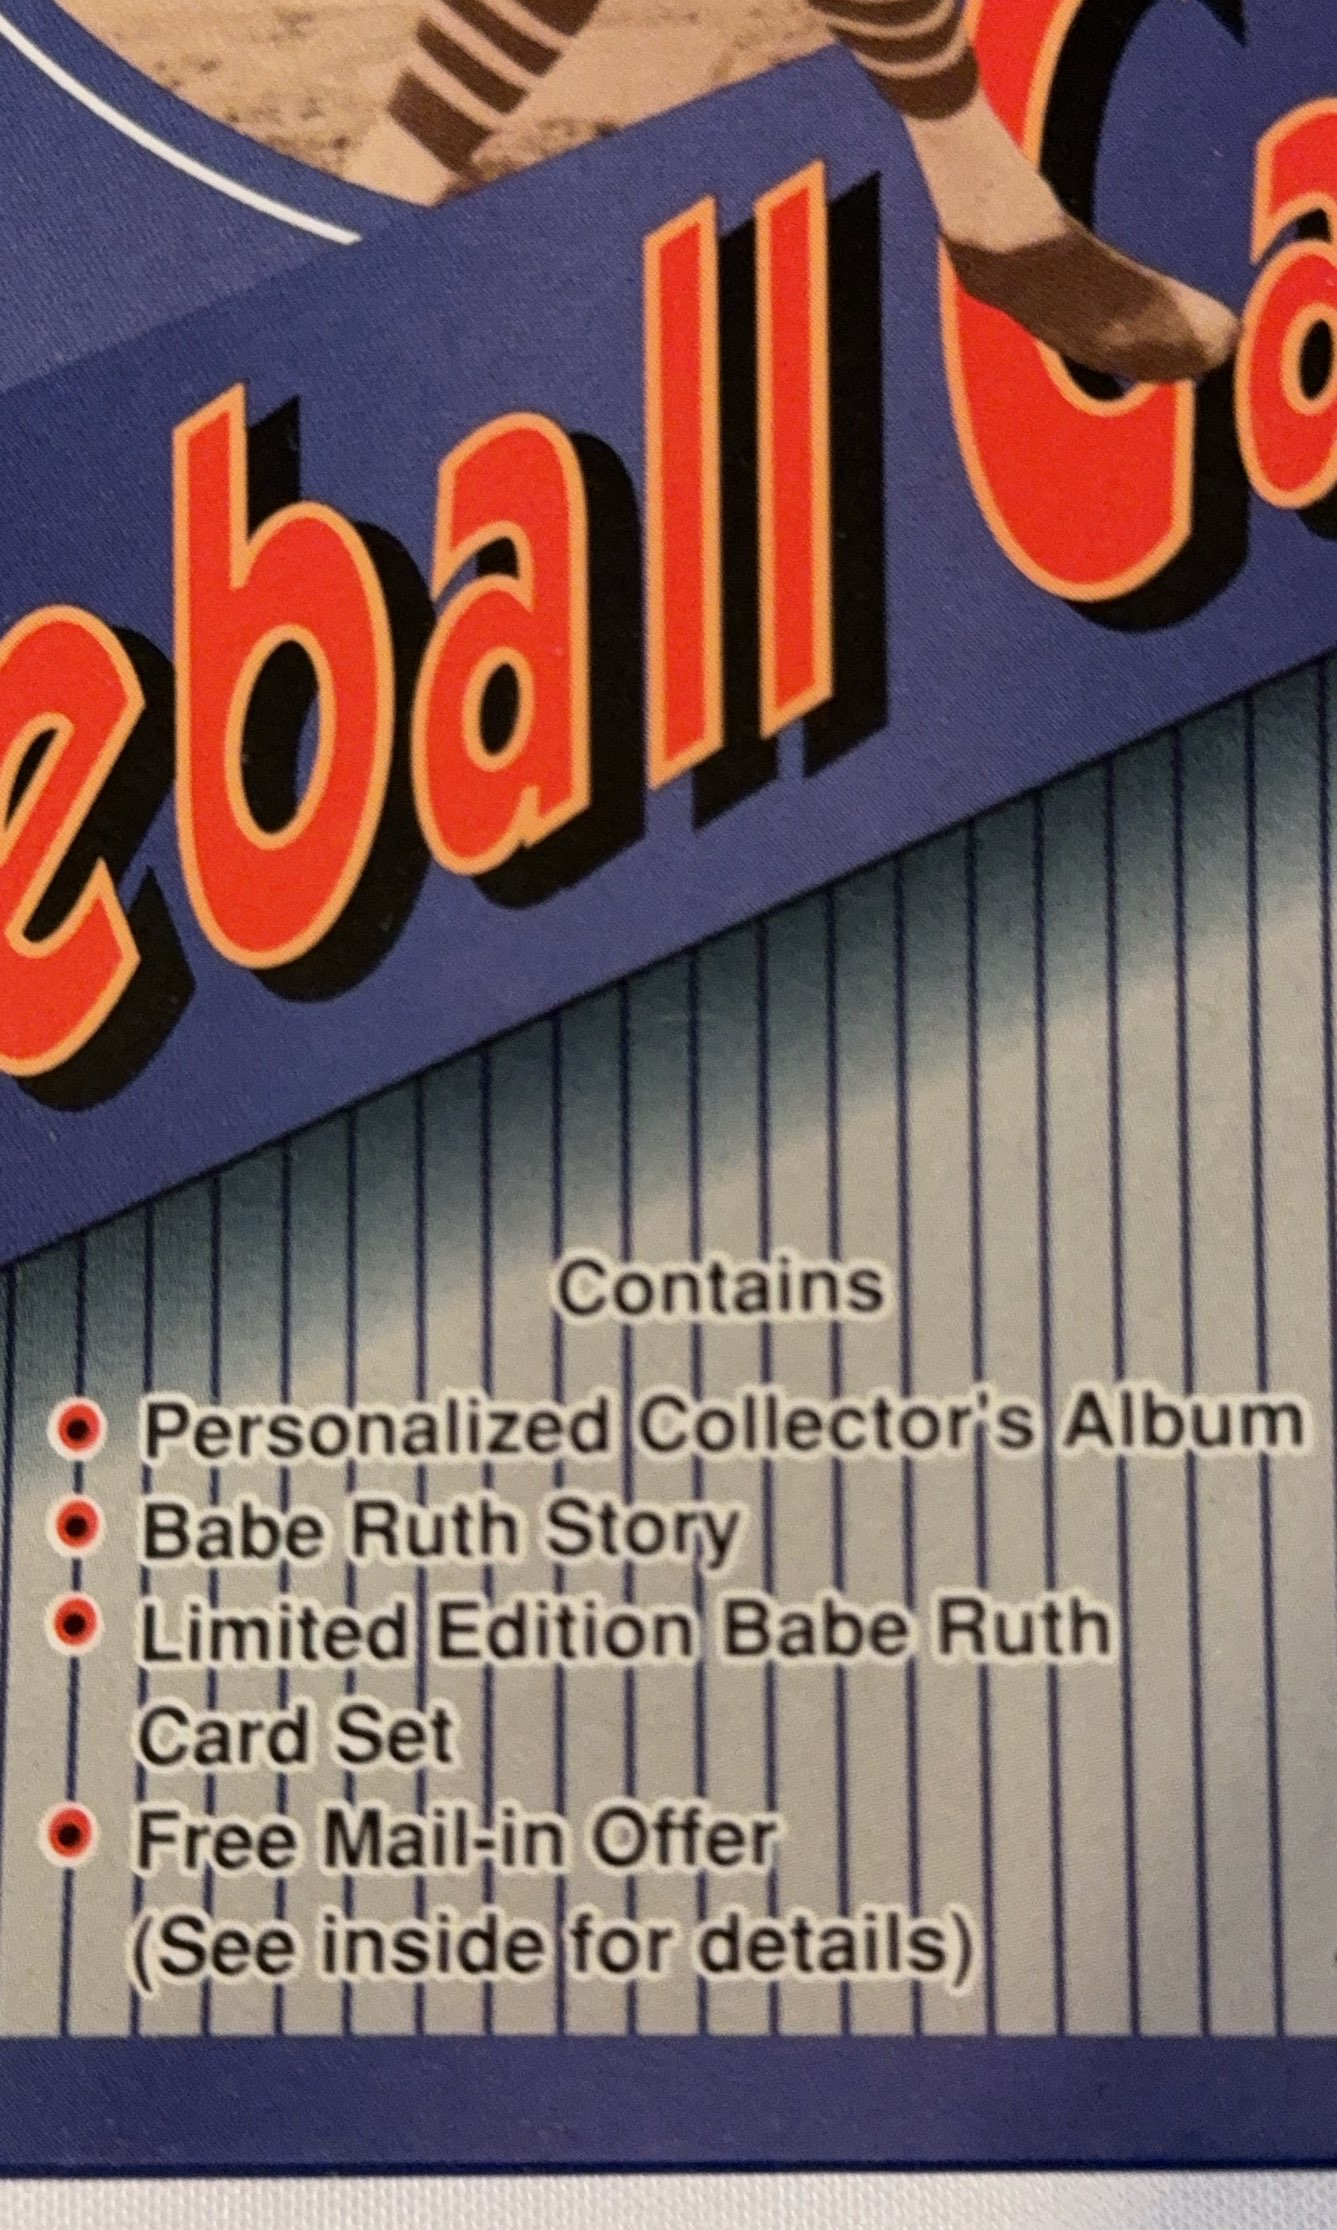 eball Ca
Contains
Personalized Collector's Album
Babe Ruth Story
Limited Edition Babe Ruth
Card Set
Free Mail-in Offer
(See inside for details)